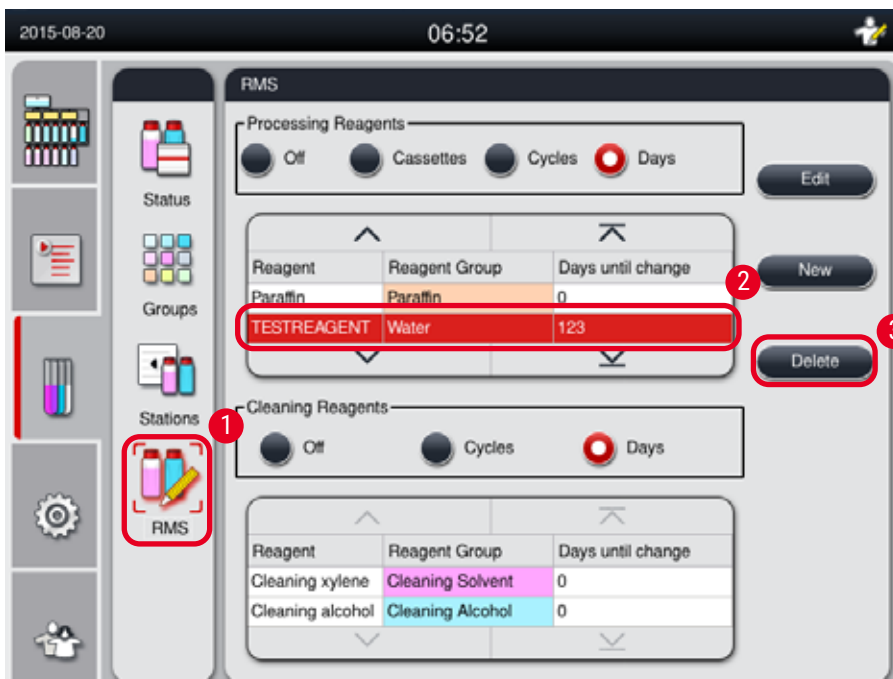 2015-08-20 06:52
RMS
Processing Reagents
Off Cassettes Cycles Days
Edit
Status
Reagent Reagent Group Days until change
2 New
Paraffin Paraffin 0
Groups
TESTREAGENT Water 123
3
Delete
Cleaning Reagents
Stations
1
Off Cycles Days
RMS
Reagent Reagent Group Days until change
Cleaning xylene Cleaning Solvent 0
Cleaning alcohol Cleaning Alcohol 0